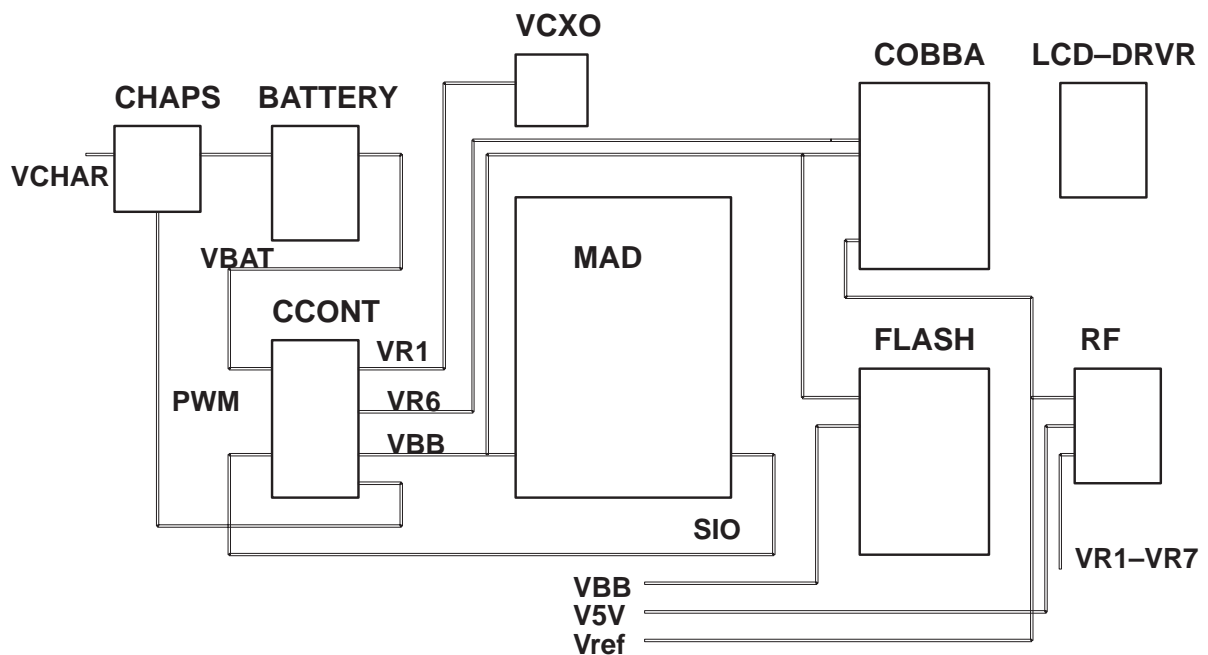 VCXO
COBBA
LCD–DRVR
CHAPS
BATTERY
VCHAR
VBAT
MAD
CCONT
VR1
FLASH
RF
PWM
VR6
VBB
SIO
VR1–VR7
VBB
V5V
Vref